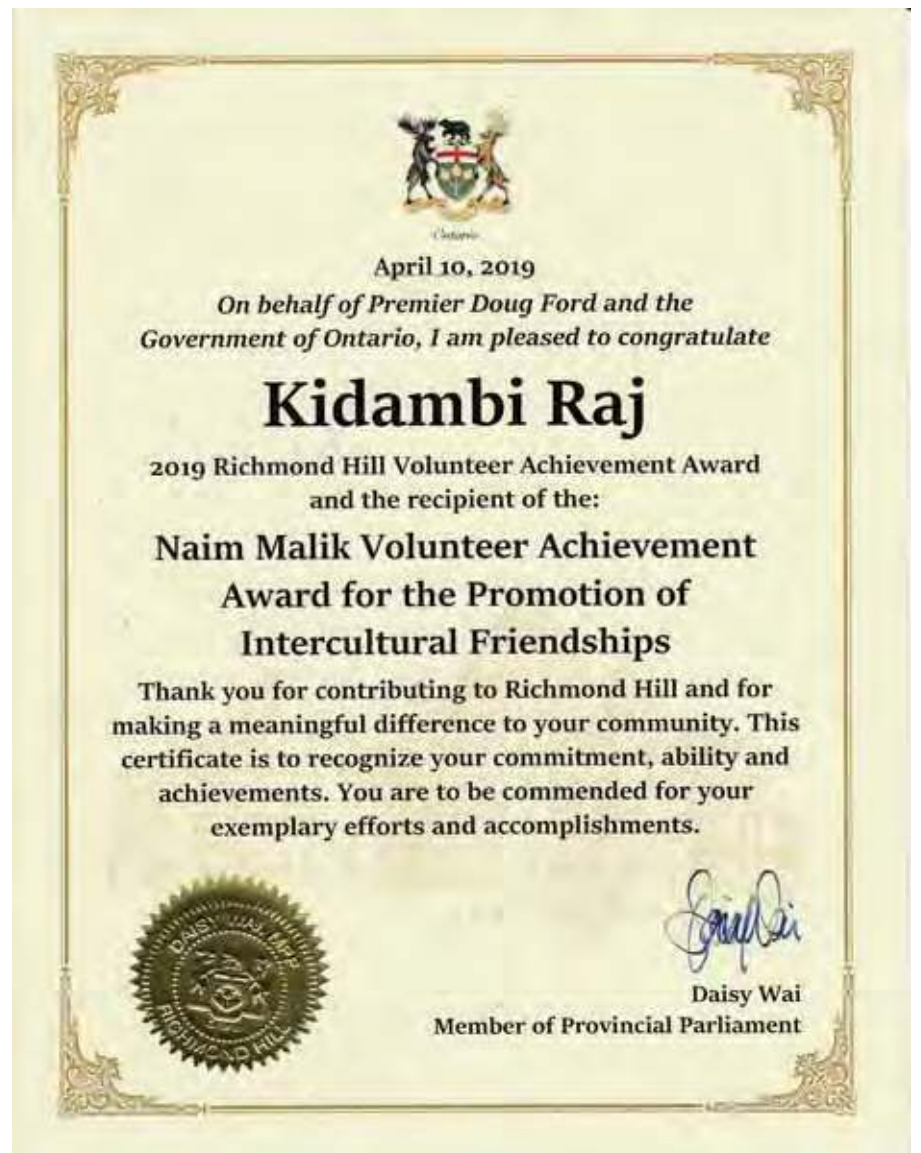 Ontario
April 10, 2019
On behalf of Premier Doug Ford and the
Government of Ontario, I am pleased to congratulate
Kidambi Raj
2019 Richmond Hill Volunteer Achievement Award
and the recipient of the:
Naim Malik Volunteer Achievement
Award for the Promotion of
Intercultural Friendships
Thank you for contributing to Richmond Hill and for
making a meaningful difference to your community. This
certificate is to recognize your commitment, ability and
achievements. You are to be commended for your
exemplary efforts and accomplishments.
DAISY WAI, MPP
RICHMOND HILL
Daisy Wai
Daisy Wai
Member of Provincial Parliament